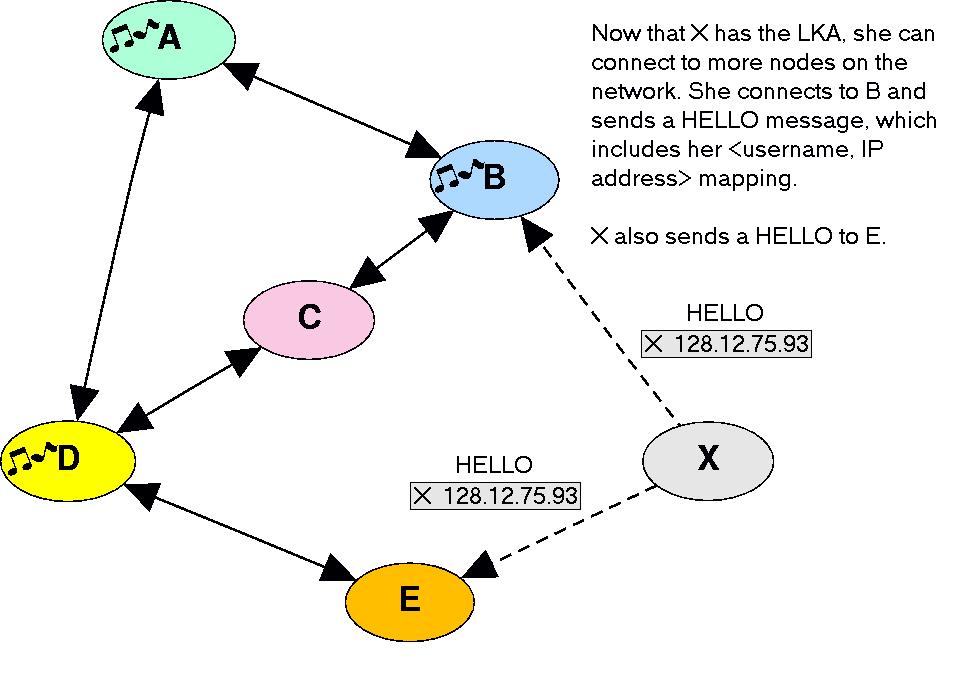 A
Now that X has the LKA, she can
connect to more nodes on the
network. She connects to B and
sends a HELLO message, which
includes her <username, IP
address> mapping.
X also sends a HELLO to E.
B
C
HELLO
X 128.12.75.93
D
X
HELLO
X 128.12.75.93
E